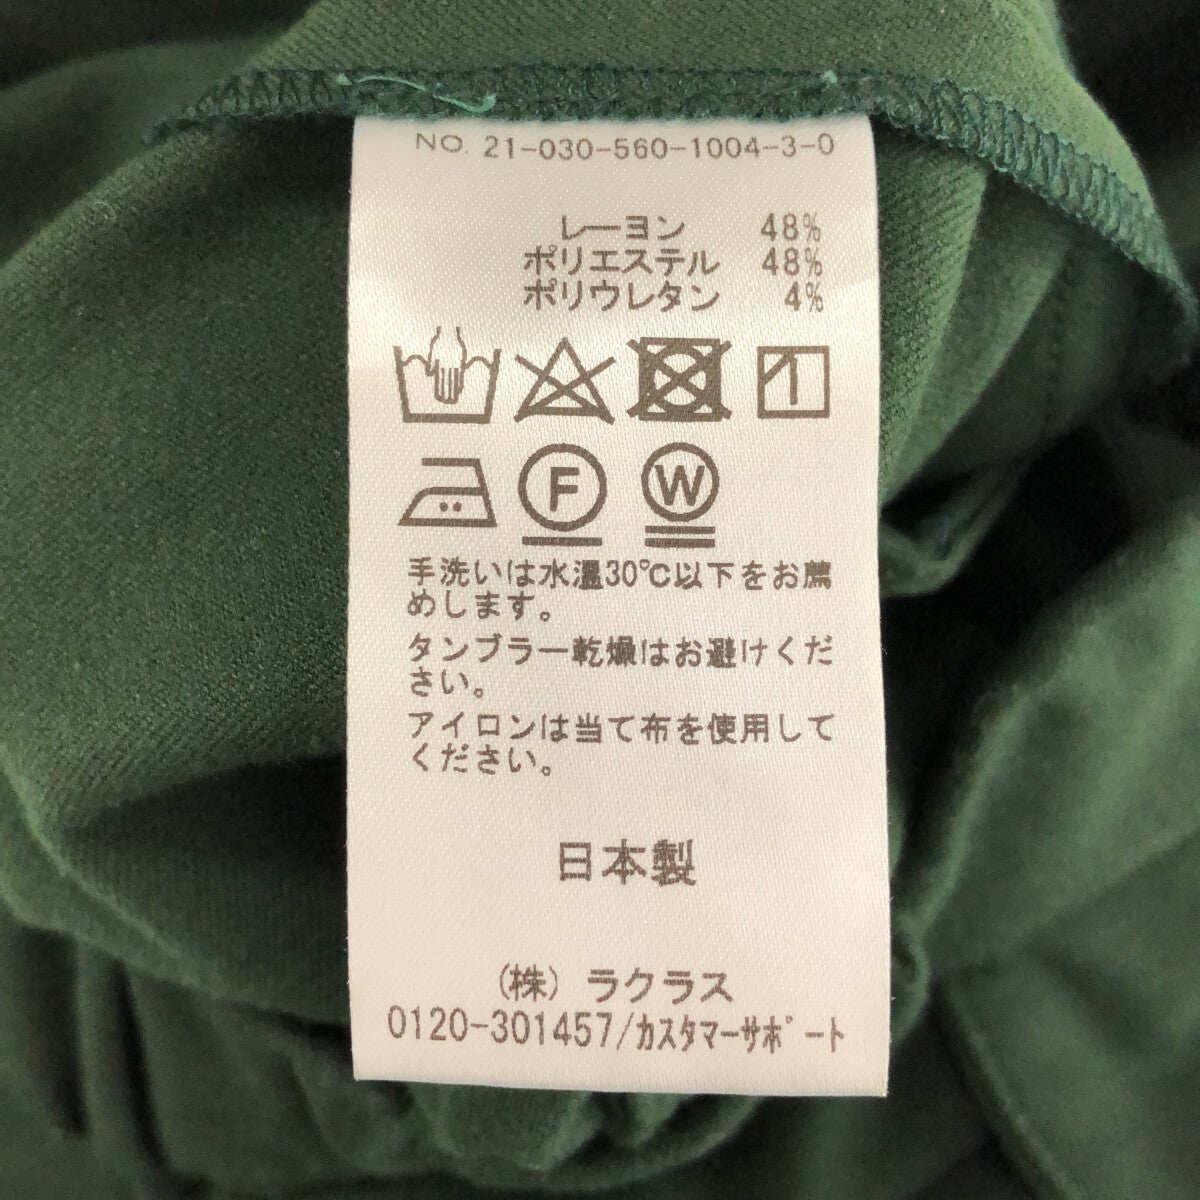 NO. 21-030-560-1004-3-0
レーヨン 48%
ポリエステル 48%
ポリウレタン 4%
F W
手洗いは水温30℃以下をお薦
めします。
タンブラー乾燥はお避けくだ
さい。
アイロンは当て布を使用して
ください。
日本製
(株) ラクラス
0120-301457/ｶｽﾀﾏｰｻﾎﾟｰﾄ